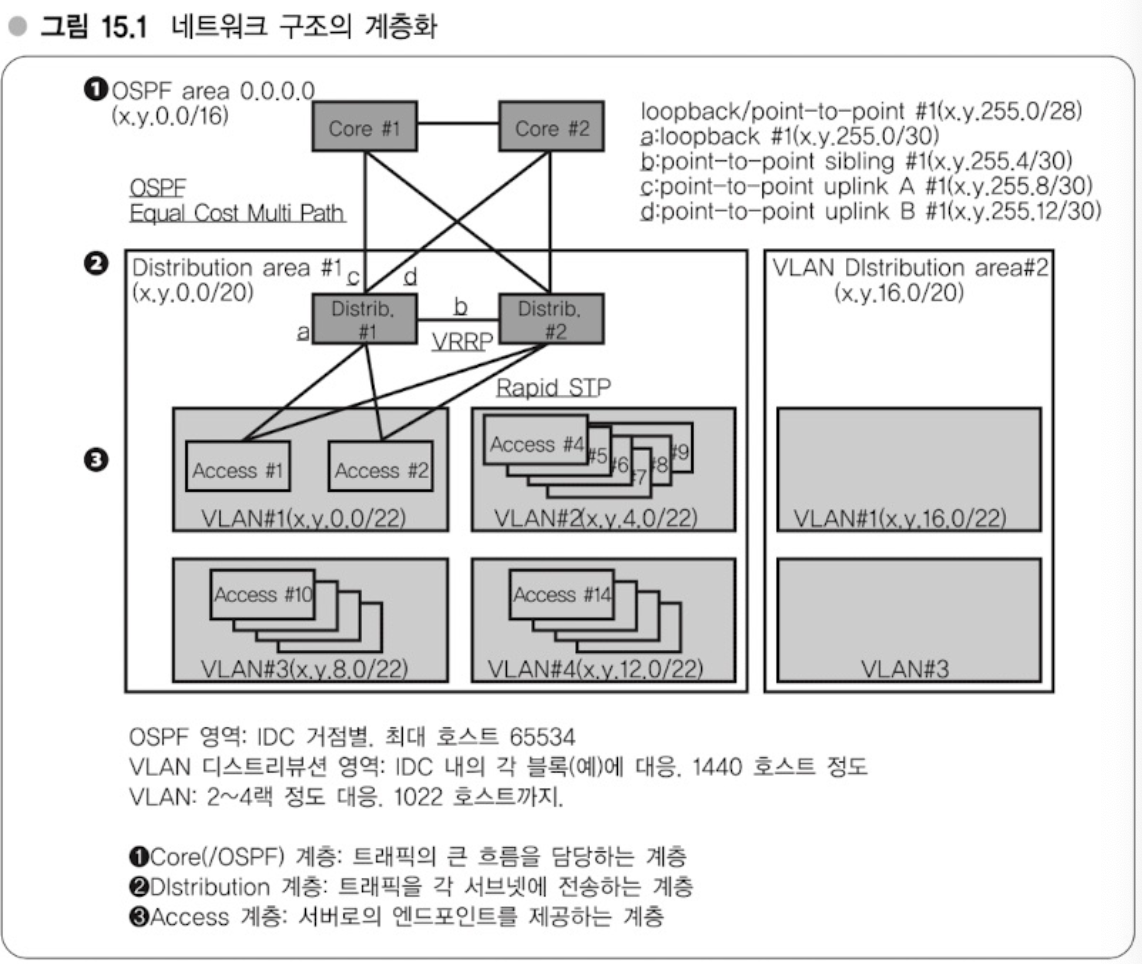 그림 15.1 네트워크 구조의 계층화
❶OSPF area 0.0.0.0
(x.y.0.0/16)
Core #1
Core #2
loopback/point-to-point #1(x.y.255.0/28)
a:loopback #1(x.y.255.0/30)
b:point-to-point sibling #1(x.y.255.4/30)
c:point-to-point uplink A #1(x.y.255.8/30)
d:point-to-point uplink B #1(x.y.255.12/30)
OSPF
Equal Cost Multi Path
❷
Distribution area #1
(x.y.0.0/20)
c
d
VLAN DIstribution area#2
(x.y.16.0/20)
a
Distrib.
#1
b
VRRP
Distrib.
#2
Rapid STP
❸
Access #1
Access #2
VLAN#1(x.y.0.0/22)
Access #4
#5
#6
#7
#8
#9
VLAN#2(x.y.4.0/22)
VLAN#1(x.y.16.0/22)
Access #10
VLAN#3(x.y.8.0/22)
Access #14
VLAN#4(x.y.12.0/22)
VLAN#3
OSPF 영역: IDC 거점별. 최대 호스트 65534
VLAN 디스트리뷰션 영역: IDC 내의 각 블록(예)에 대응. 1440 호스트 정도
VLAN: 2~4랙 정도 대응. 1022 호스트까지.
❶Core(/OSPF) 계층: 트래픽의 큰 흐름을 담당하는 계층
❷DIstribution 계층: 트래픽을 각 서브넷에 전송하는 계층
❸Access 계층: 서버로의 엔드포인트를 제공하는 계층